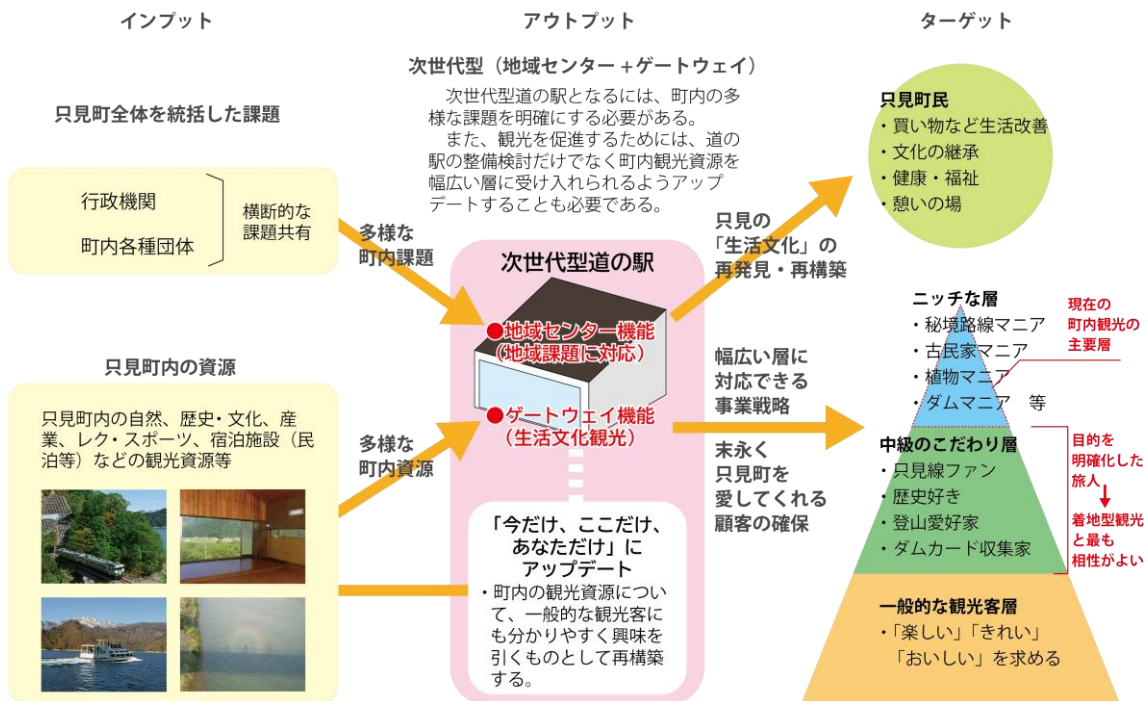 インプット
アウトプット
ターゲット
只見町全体を統括した課題
行政機関
町内各種団体
横断的な
課題共有
多様な
町内課題
只見町内の資源
只見町内の自然、歴史・文化、産
業、レク・スポーツ、宿泊施設（民
泊等）などの観光資源等
多様な
町内資源
次世代型（地域センター＋ゲートウェイ）
次世代型道の駅となるには、町内の多
様な課題を明確にする必要がある。
また、観光を促進するためには、道の
駅の整備検討だけでなく町内観光資源を
幅広い層に受け入れられるようアップ
デートすることも必要である。
次世代型道の駅
●地域センター機能
（地域課題に対応）
●ゲートウェイ機能
（生活文化観光）
「今だけ、ここだけ、
あなただけ」に
アップデート
・町内の観光資源につい
て、一般的な観光客に
も分かりやすく興味を
引くものとして再構築
する。
只見の
「生活文化」の
再発見・再構築
幅広い層に
対応できる
事業戦略
末永く
只見町を
愛してくれる
顧客の確保
只見町民
・買い物など生活改善
・文化の継承
・健康・福祉
・憩いの場
ニッチな層
・秘境路線マニア
・古民家マニア
・植物マニア
・ダムマニア　等
現在の
町内観光の
主要層
中級のこだわり層
・只見線ファン
・歴史好き
・登山愛好家
・ダムカード収集家
目的を
明確化した
旅人
着地型観光
と最も
相性がよい
一般的な観光客層
・「楽しい」「きれい」
「おいしい」を求める